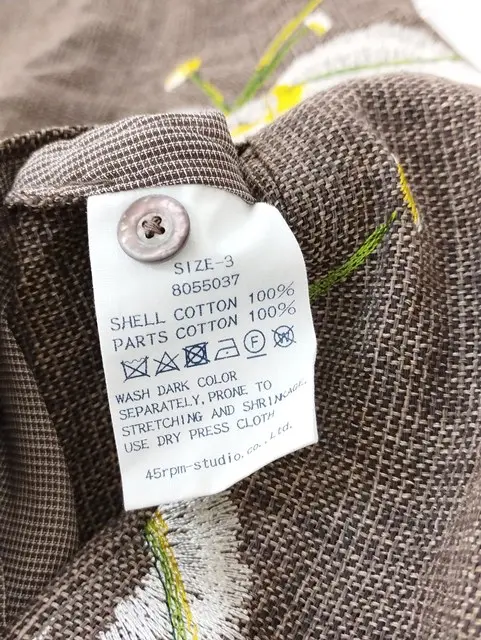 SIZE-3
8055037
SHELL COTTON 100%
PARTS COTTON 100%
F W
WASH DARK COLOR
SEPARATELY, PRONE TO
STRETCHING AND SHRINKAGE.
USE DRY PRESS CLOTH
45rpm-studio.co., Ltd.